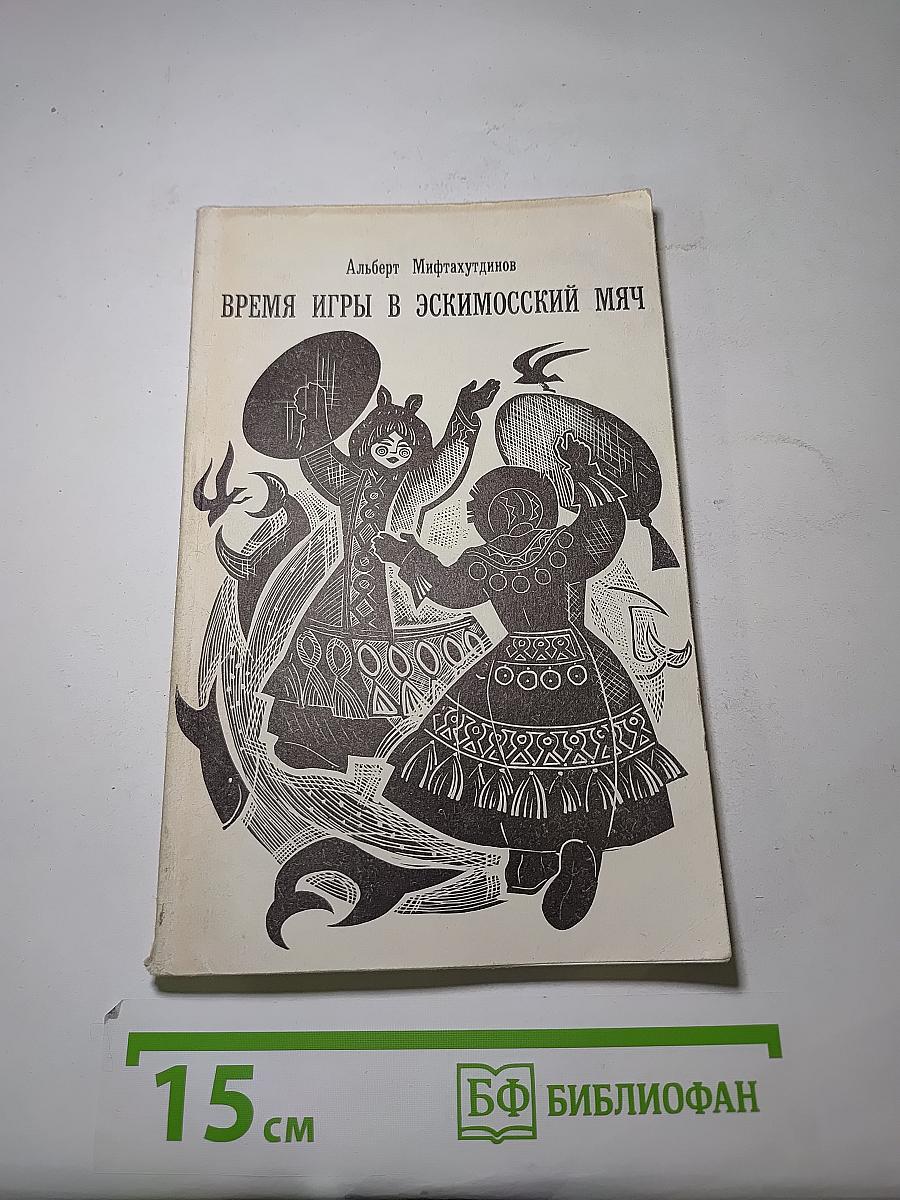 Альберт Мифтахутдинов
ВРЕМЯ ИГРЫ В ЭСКИМОССКИЙ МЯЧ
15 см
БФ БИБЛИОФАН